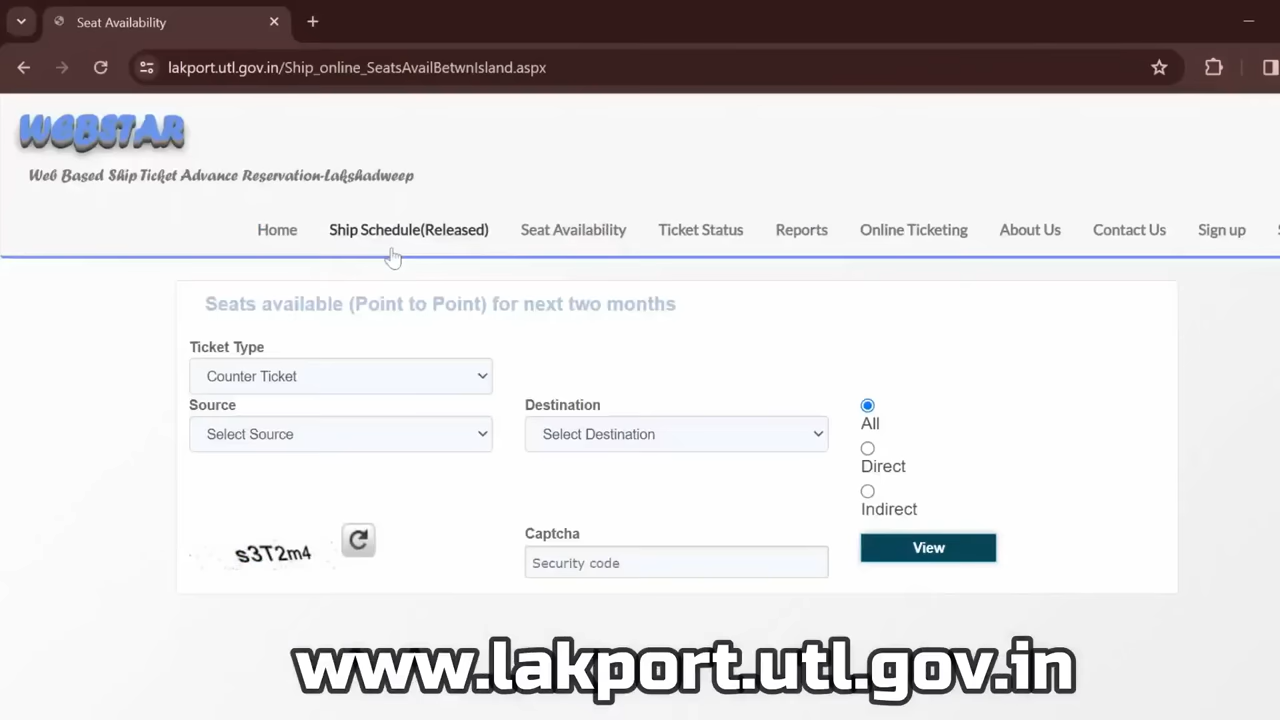 Seat Availability
lakport.utl.gov.in/Ship_online_SeatsAvailBetwnIsland.aspx
WEBSTAR
Web Based Ship Ticket Advance Reservation-Lakshadweep
Home Ship Schedule(Released) Seat Availability Ticket Status Reports Online Ticketing About Us Contact Us Sign up
Seats available (Point to Point) for next two months
Ticket Type
Counter Ticket
Source Destination
Select Source Select Destination
All
Direct
Indirect
s3T2m4
Captcha
Security code
View
www.lakport.utl.gov.in